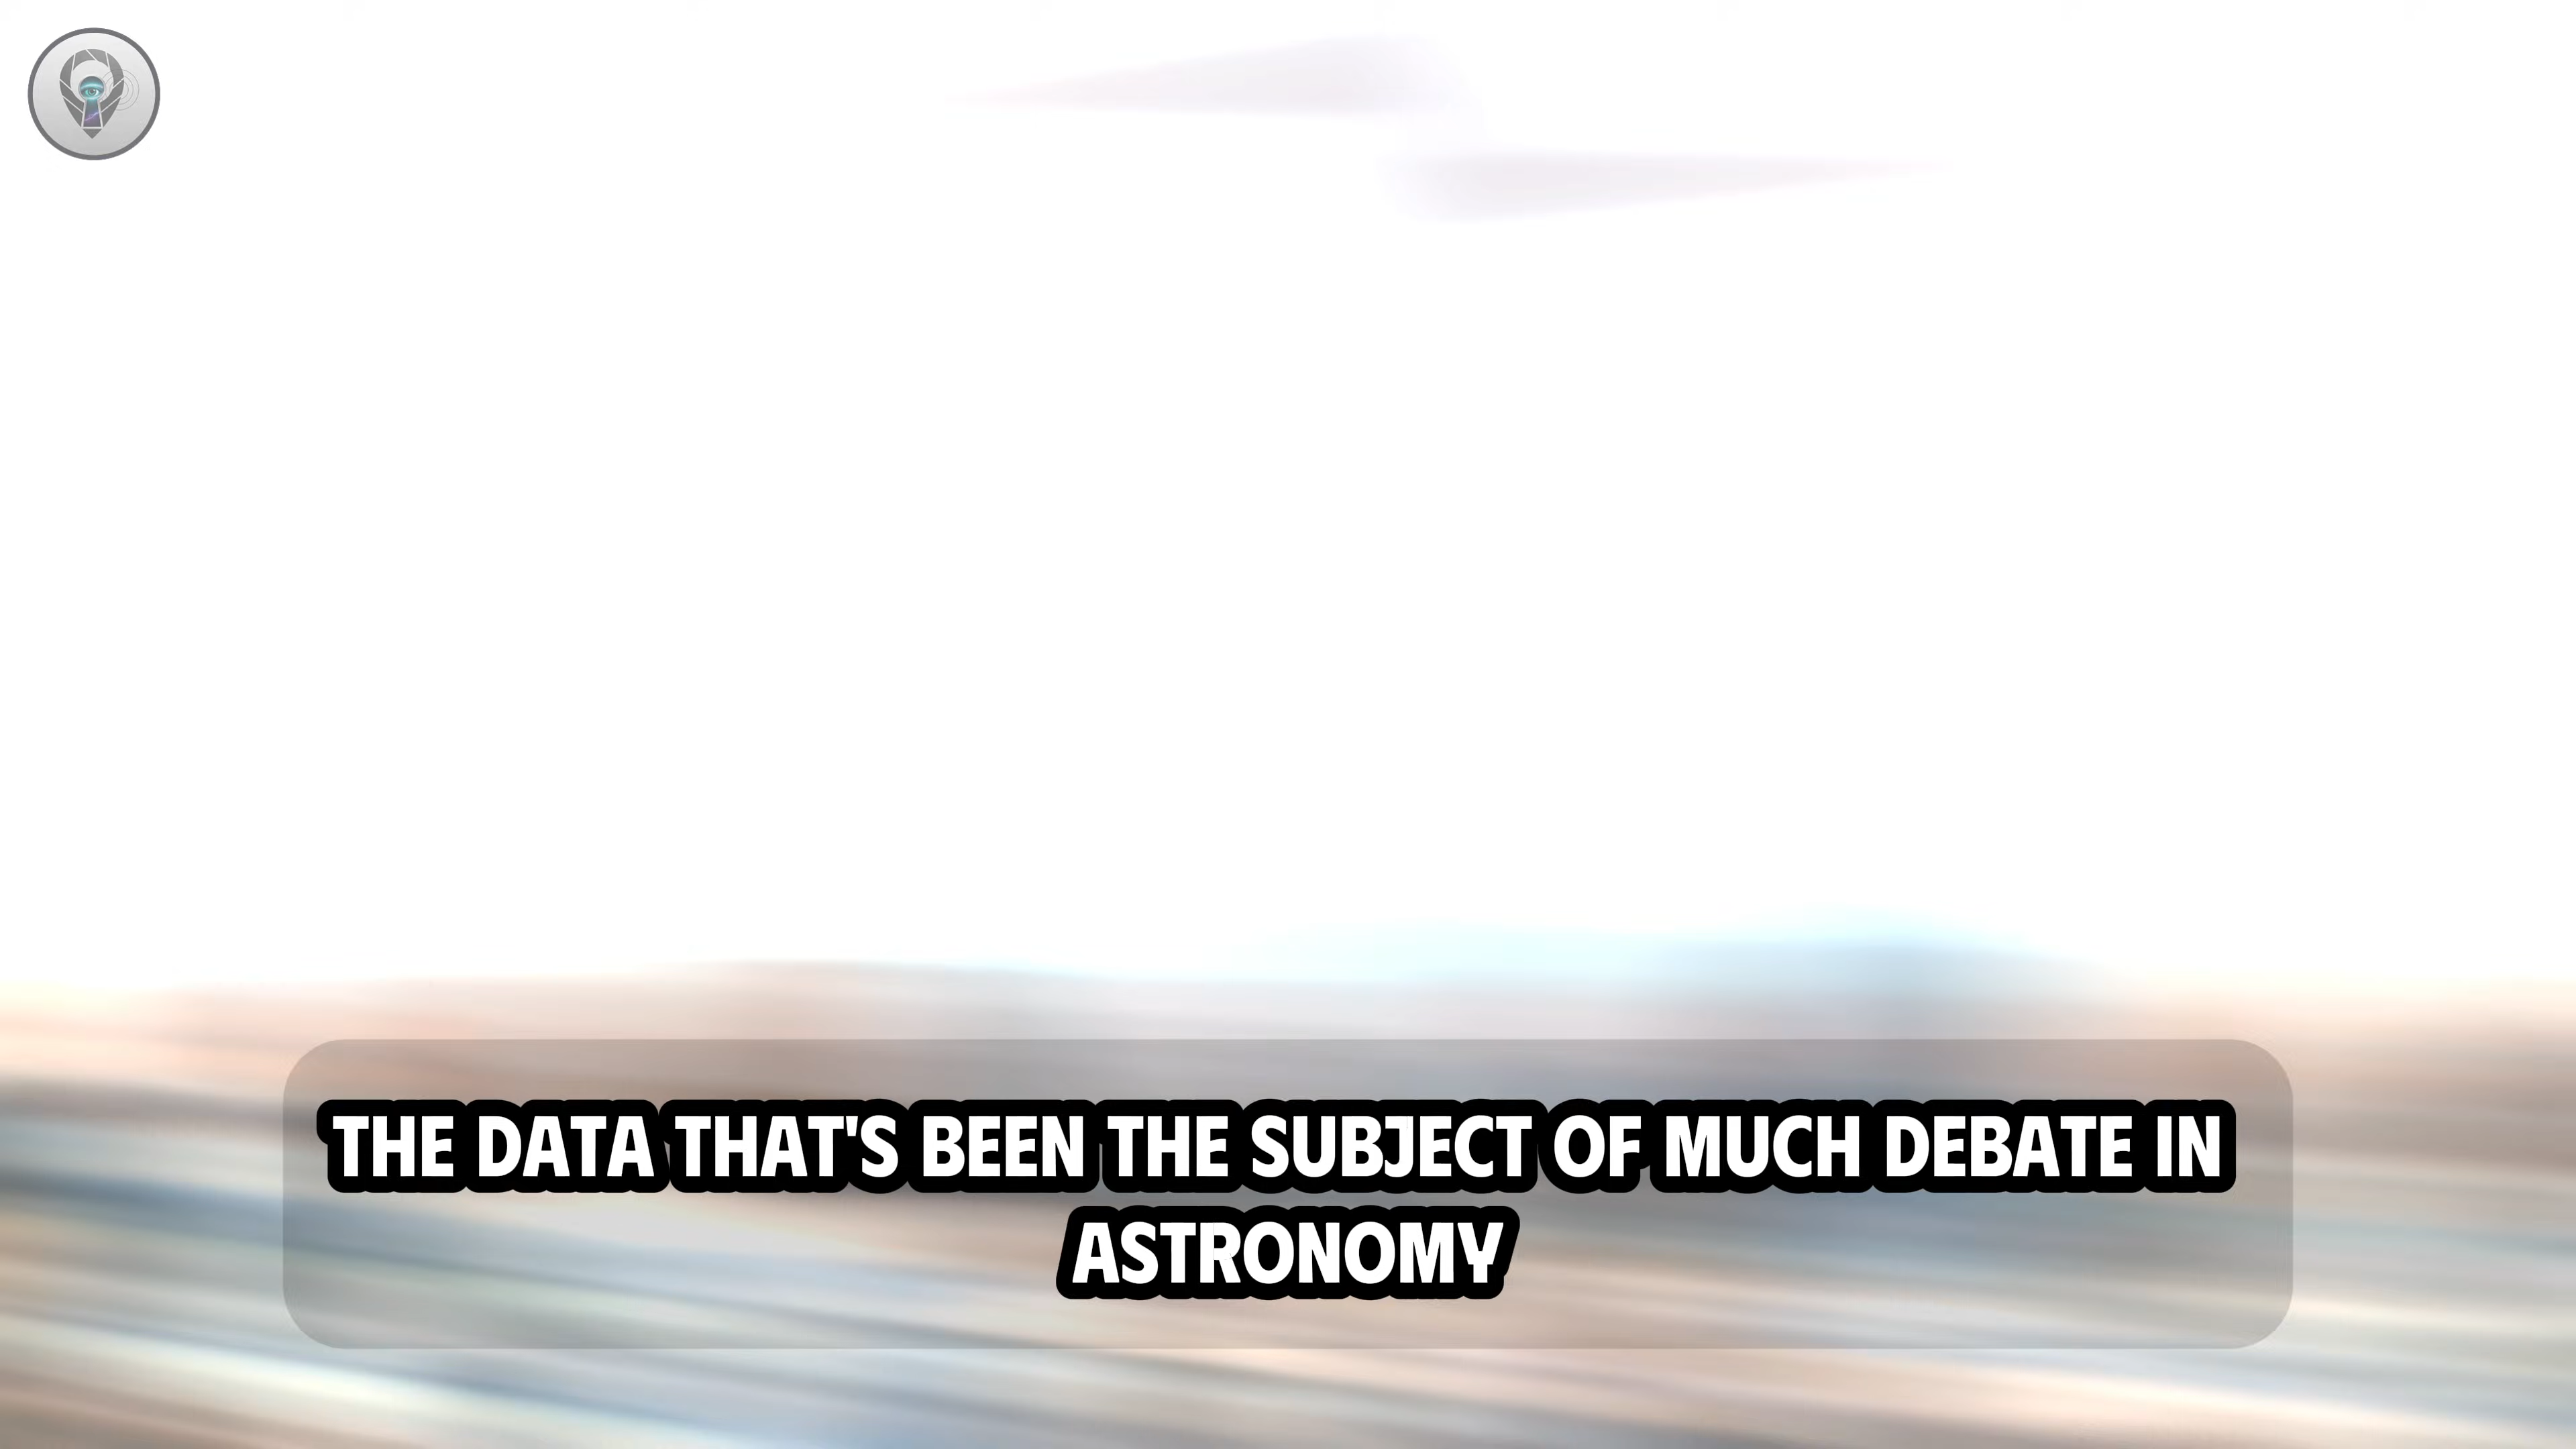 THE DATA THAT'S BEEN THE SUBJECT OF MUCH DEBATE IN
ASTRONOMY